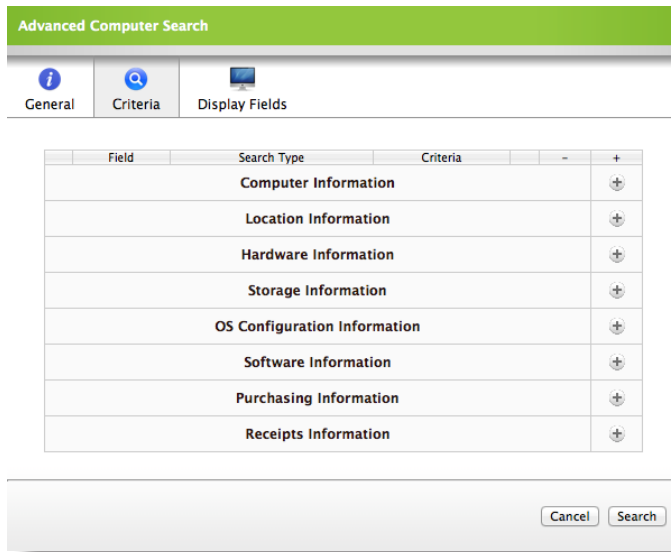 Advanced Computer Search
General Criteria Display Fields
Field Search Type Criteria - +
Computer Information
Location Information
Hardware Information
Storage Information
OS Configuration Information
Software Information
Purchasing Information
Receipts Information
Cancel Search